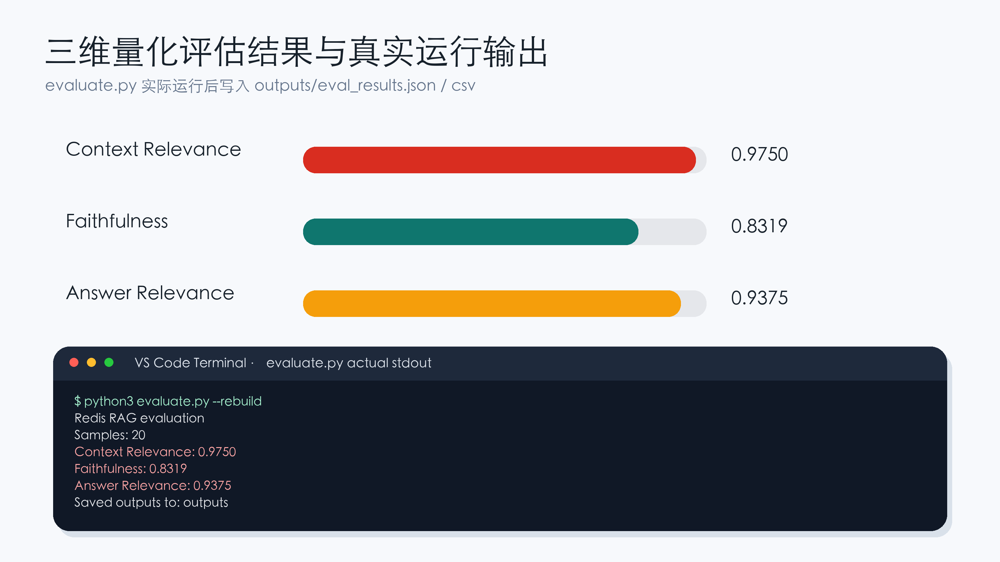 三维量化评估结果与真实运行输出
evaluate.py 实际运行后写入 outputs/eval_results.json / csv
Context Relevance 0.9750
Faithfulness 0.8319
Answer Relevance 0.9375
VS Code Terminal · evaluate.py actual stdout
$ python3 evaluate.py --rebuild
Redis RAG evaluation
Samples: 20
Context Relevance: 0.9750
Faithfulness: 0.8319
Answer Relevance: 0.9375
Saved outputs to: outputs